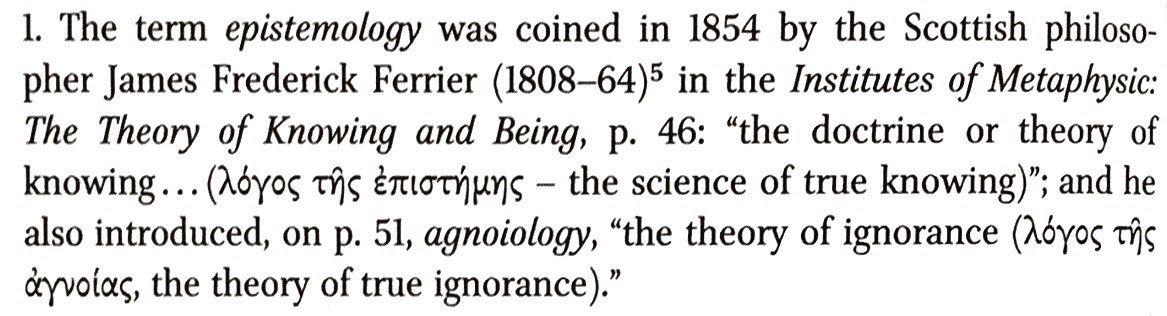 1. The term epistemology was coined in 1854 by the Scottish philoso-
pher James Frederick Ferrier (1808–64)⁵ in the Institutes of Metaphysic:
The Theory of Knowing and Being, p. 46: “the doctrine or theory of
knowing… (λόγος τῆς ἐπιστήμης – the science of true knowing)”; and he
also introduced, on p. 51, agnoiology, “the theory of ignorance (λόγος τῆς
ἀγνοίας, the theory of true ignorance).”